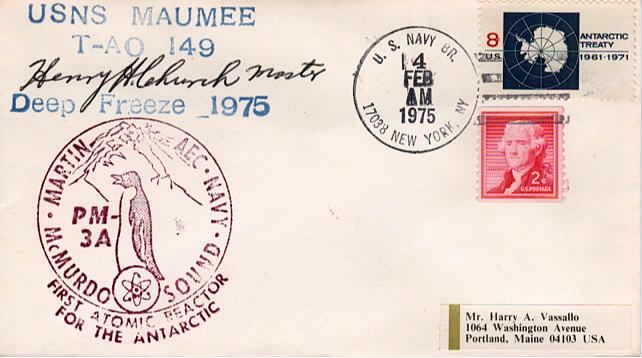 USNS MAUMEE
T-AO 149
Henry H Church Master
Deep Freeze 1975
U. S. NAVY BR.
4
FEB
AM
1975
17038 NEW YORK, NY
8
U.S.
ANTARCTIC
TREATY
1961-1971
2¢
U.S. POSTAGE
MARTIN · AEC · NAVY
PM-
3A
McMURDO SOUND
FIRST ATOMIC REACTOR
FOR THE ANTARCTIC
Mr. Harry A. Vassallo
1064 Washington Avenue
Portland, Maine 04103 USA